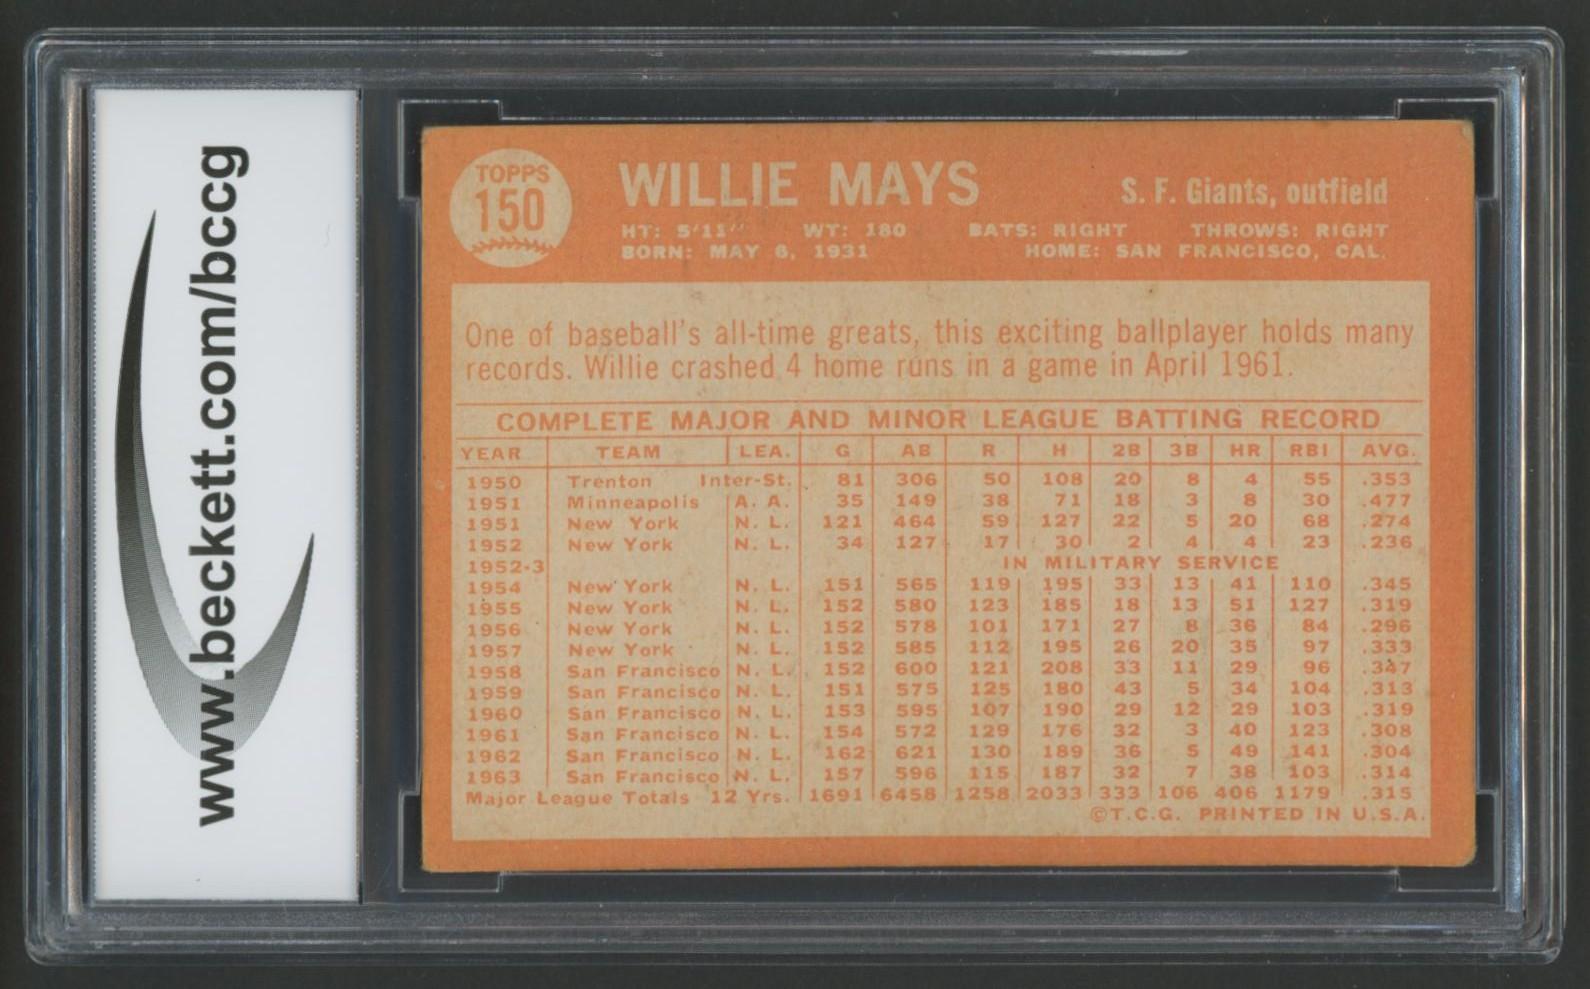 www.beckett.com/bccg
TOPPS
150
WILLIE MAYS
S. F. Giants, outfield
HT: 5'11" WT: 180 BATS: RIGHT THROWS: RIGHT
BORN: MAY 6, 1931 HOME: SAN FRANCISCO, CAL.
One of baseball's all-time greats, this exciting ballplayer holds many
records. Willie crashed 4 home runs in a game in April 1961.
COMPLETE MAJOR AND MINOR LEAGUE BATTING RECORD
YEAR TEAM LEA. G AB R H 2B 3B HR RBI AVG.
1950 Trenton Inter-St. 81 306 50 108 20 8 4 55 .353
1951 Minneapolis A. A. 35 149 38 71 18 3 8 30 .477
1951 New York N. L. 121 464 59 127 22 5 20 68 .274
1952 New York N. L. 34 127 17 30 2 4 4 23 .236
1952-3 IN MILITARY SERVICE
1954 New York N. L. 151 565 119 195 33 13 41 110 .345
1955 New York N. L. 152 580 123 185 18 13 51 127 .319
1956 New York N. L. 152 578 101 171 27 8 36 84 .296
1957 New York N. L. 152 585 112 195 26 20 35 97 .333
1958 San Francisco N. L. 152 600 121 208 33 11 29 96 .347
1959 San Francisco N. L. 151 575 125 180 43 5 34 104 .313
1960 San Francisco N. L. 153 595 107 190 29 12 29 103 .319
1961 San Francisco N. L. 154 572 129 176 32 3 40 123 .308
1962 San Francisco N. L. 162 621 130 189 36 5 49 141 .304
1963 San Francisco N. L. 157 596 115 187 32 7 38 103 .314
Major League Totals 12 Yrs. 1691 6458 1258 2033 333 106 406 1179 .315
©T.C.G. PRINTED IN U.S.A.